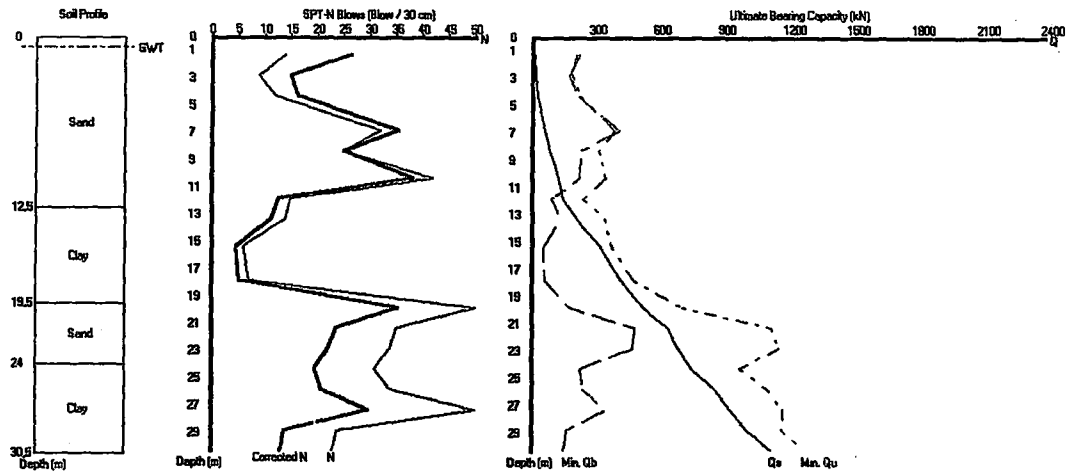 Soil Profile
0
GWT
Sand
12,5
Clay
19,5
Sand
24
Clay
30,5
Depth (m)
SPT-N Blows (Blow / 30 cm)
0 5 10 15 20 25 30 35 40 45 50
N
0
1
3
5
7
9
11
13
15
17
19
21
23
25
27
29
Depth (m)
Corrected N
N
Ultimate Bearing Capacity (kN)
300 600 900 1200 1500 1800 2100 2400
Q
0
1
3
5
7
9
11
13
15
17
19
21
23
25
27
29
Depth (m)
Min. Qb
Qs
Min. Qu